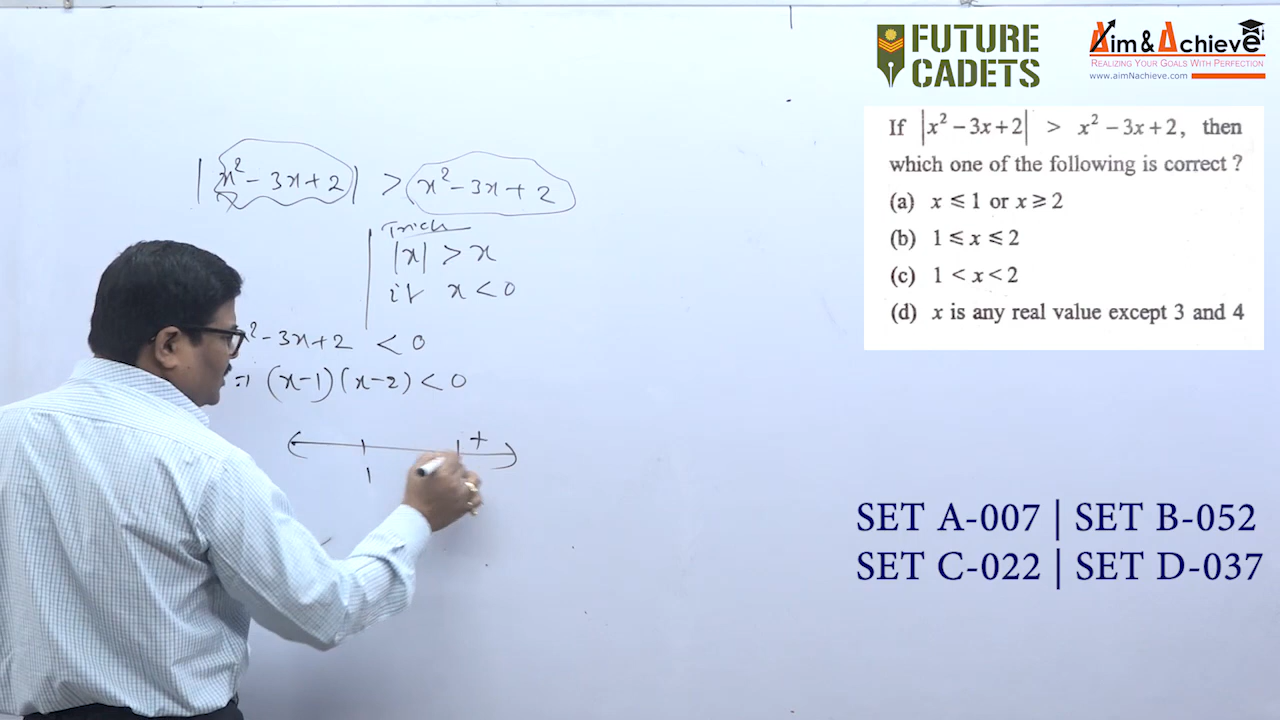 FUTURE
CADETS
Aim & Achieve
REALIZING YOUR GOALS WITH PERFECTION
www.aimNachieve.com
If |x² – 3x + 2| > x² – 3x + 2, then
which one of the following is correct ?
(a) x ⩽ 1 or x ⩾ 2
(b) 1 ⩽ x ⩽ 2
(c) 1 < x < 2
(d) x is any real value except 3 and 4
|x² – 3x + 2| > x² – 3x + 2
Trick
|x| > x
if x < 0
x² – 3x + 2 < 0
(x – 1) (x – 2) < 0
+
1
SET A-007 | SET B-052
SET C-022 | SET D-037